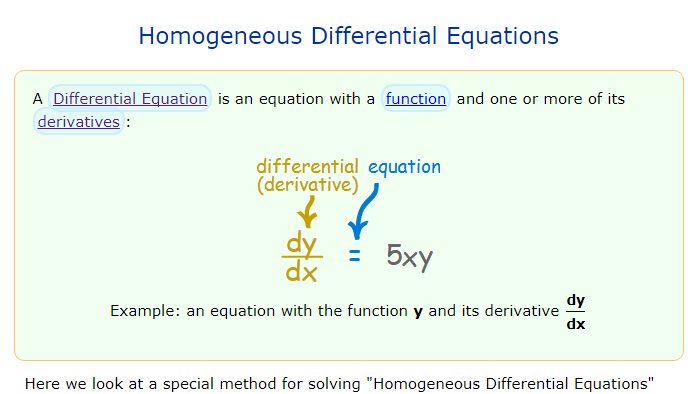 Homogeneous Differential Equations
A Differential Equation is an equation with a function and one or more of its
derivatives :
differential equation
(derivative)
dy
= 5xy
dx
Example: an equation with the function y and its derivative dy
dx
Here we look at a special method for solving "Homogeneous Differential Equations"